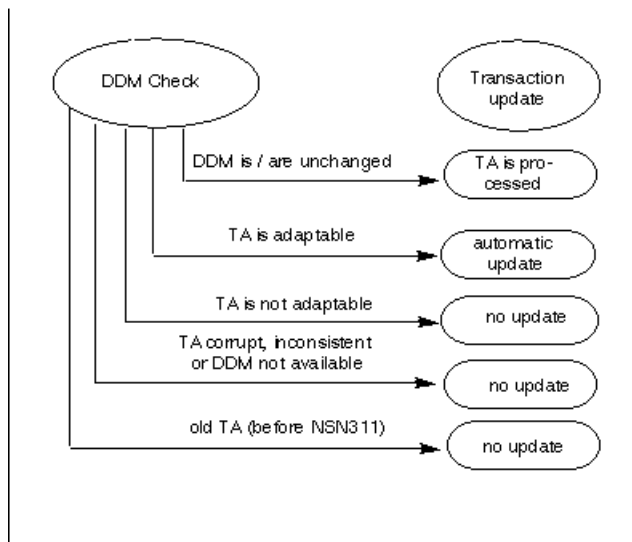 DDM Check
Transaction
update
DDM is / are unchanged
TA is pro-
cessed
TA is adaptable
automatic
update
TA is not adaptable
no update
TA corrupt, inconsistent
or DDM not available
no update
old TA (before NSN311)
no update